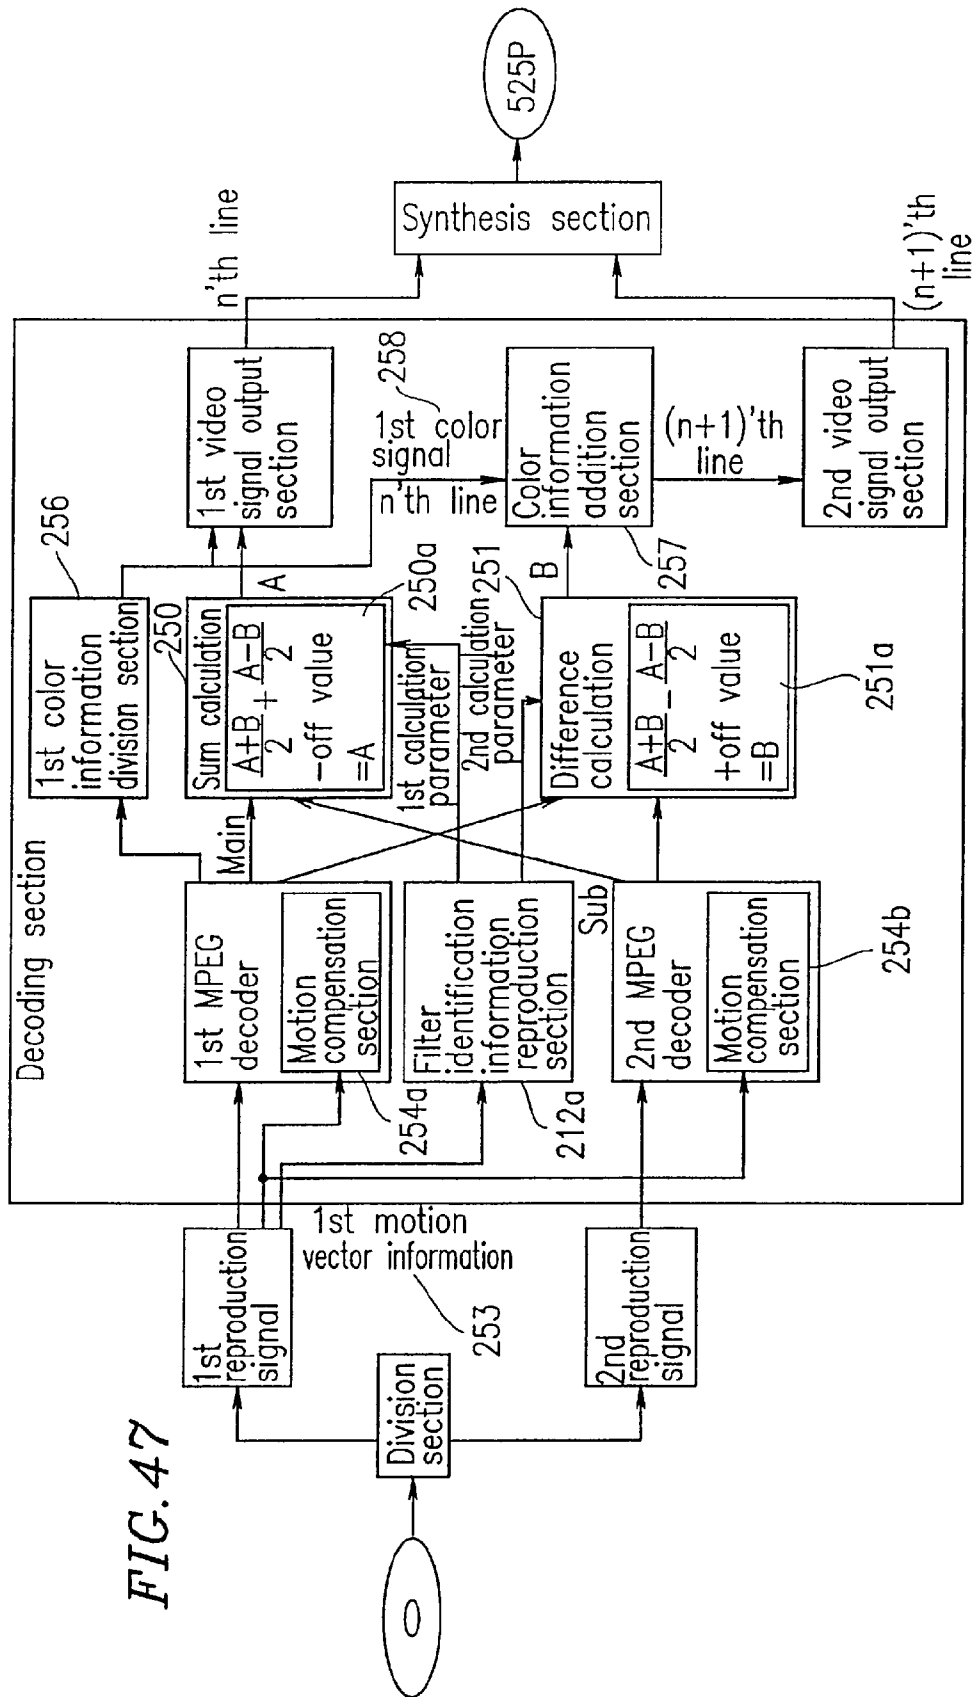 FIG. 47
Division
section
1st
reproduction
signal
2nd
reproduction
signal
1st motion
vector information
253
Decoding section
1st MPEG
decoder
Motion
compensation
section
254a
Filter
identification
information
reproduction
section
212a
2nd MPEG
decoder
Motion
compensation
section
254b
Main
Sub
1st color
information
division section
256
250
Sum calculation
A+B/2 + A−B/2
−off value
=A
250a
1st calculation
parameter
2nd calculation
parameter
251
Difference
calculation
A+B/2 − A−B/2
+off value
=B
251a
A
B
1st video
signal output
section
258
1st color
signal
n'th line
Color
information
addition
section
257
(n+1)'th
line
2nd video
signal output
section
n'th line
(n+1)'th
line
Synthesis section
525P